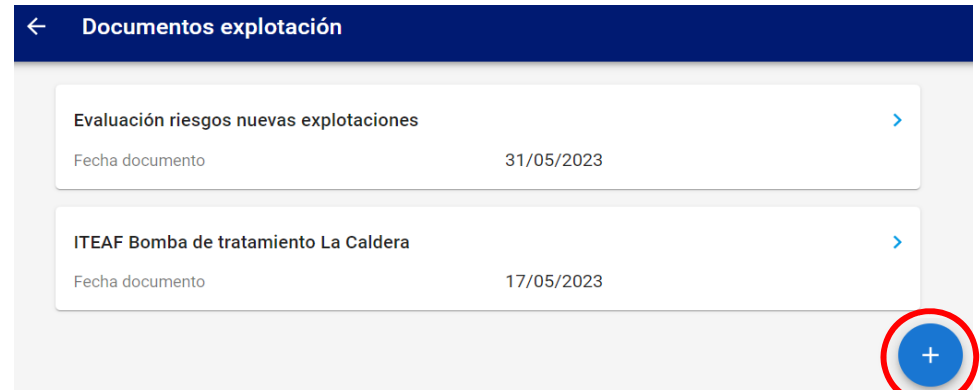 Documentos explotación
Evaluación riesgos nuevas explotaciones
Fecha documento 31/05/2023
ITEAF Bomba de tratamiento La Caldera
Fecha documento 17/05/2023
+